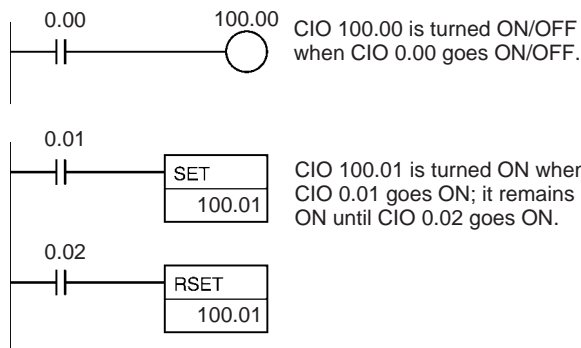 0.00
100.00
CIO 100.00 is turned ON/OFF
when CIO 0.00 goes ON/OFF.
0.01
SET
100.01
CIO 100.01 is turned ON when
CIO 0.01 goes ON; it remains
ON until CIO 0.02 goes ON.
0.02
RSET
100.01